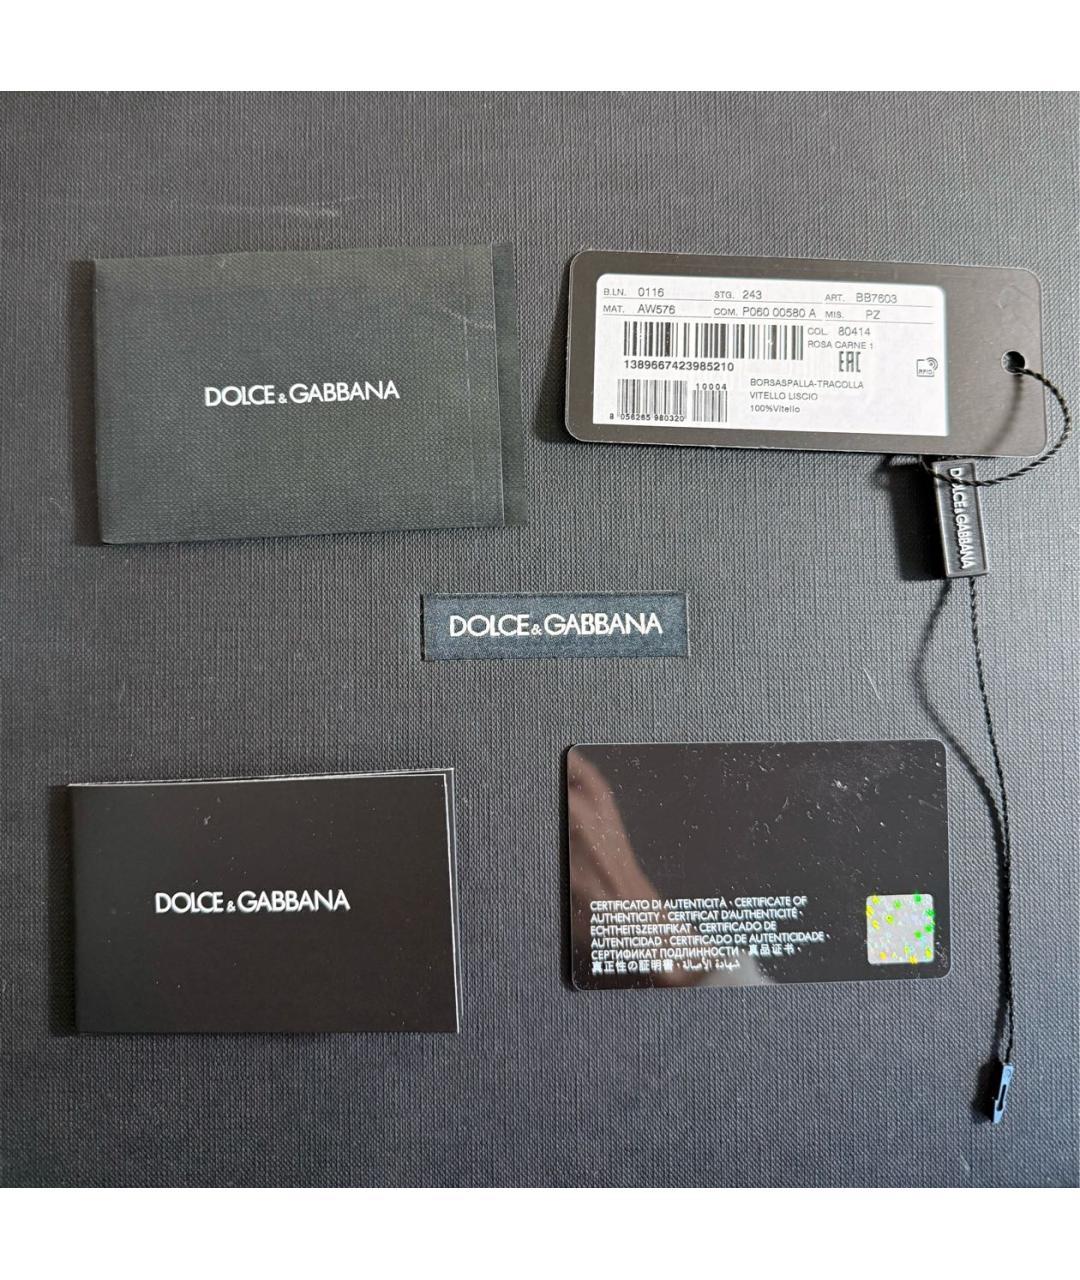 DOLCE & GABBANA
B.LN. 0116 STG. 243 ART. BB7603
MAT. AW576 COM. P060 00580 A MIS. PZ
COL. 80414
ROSA CARNE 1
1389667423985210
EAC
RFID
10004
BORSASPALLA-TRACOLLA
VITELLO LISCIO
100%Vitello
8 056265 980320
DOLCE & GABBANA
DOLCE & GABBANA
DOLCE & GABBANA
CERTIFICATO DI AUTENTICITÀ · CERTIFICATE OF
AUTHENTICITY · CERTIFICAT D'AUTHENTICITÉ ·
ECHTHEITSZERTIFIKAT · CERTIFICADO DE
AUTENTICIDAD · CERTIFICADO DE AUTENTICIDADE ·
СЕРТИФИКАТ ПОДЛИННОСТИ · 真品证书 ·
真正性の証明書 · شهادة الأصالة